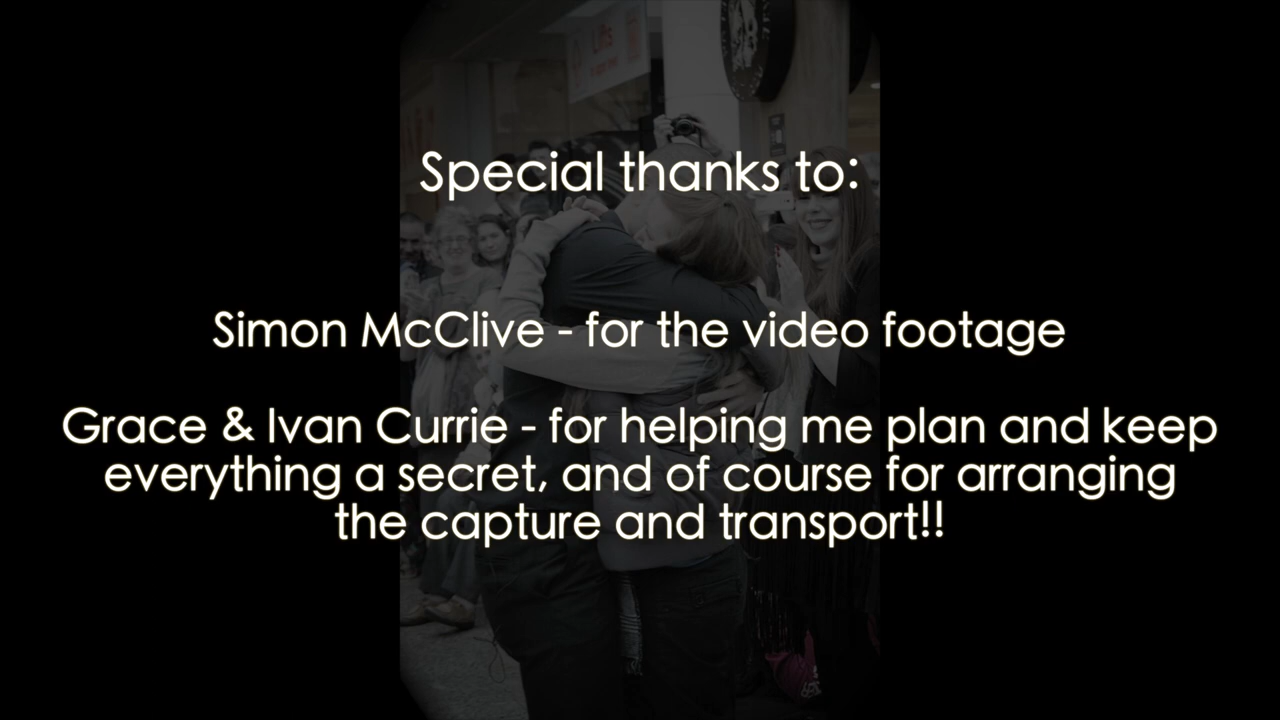 Lifts
Special thanks to:
Simon McClive - for the video footage
Grace & Ivan Currie - for helping me plan and keep
everything a secret, and of course for arranging
the capture and transport!!